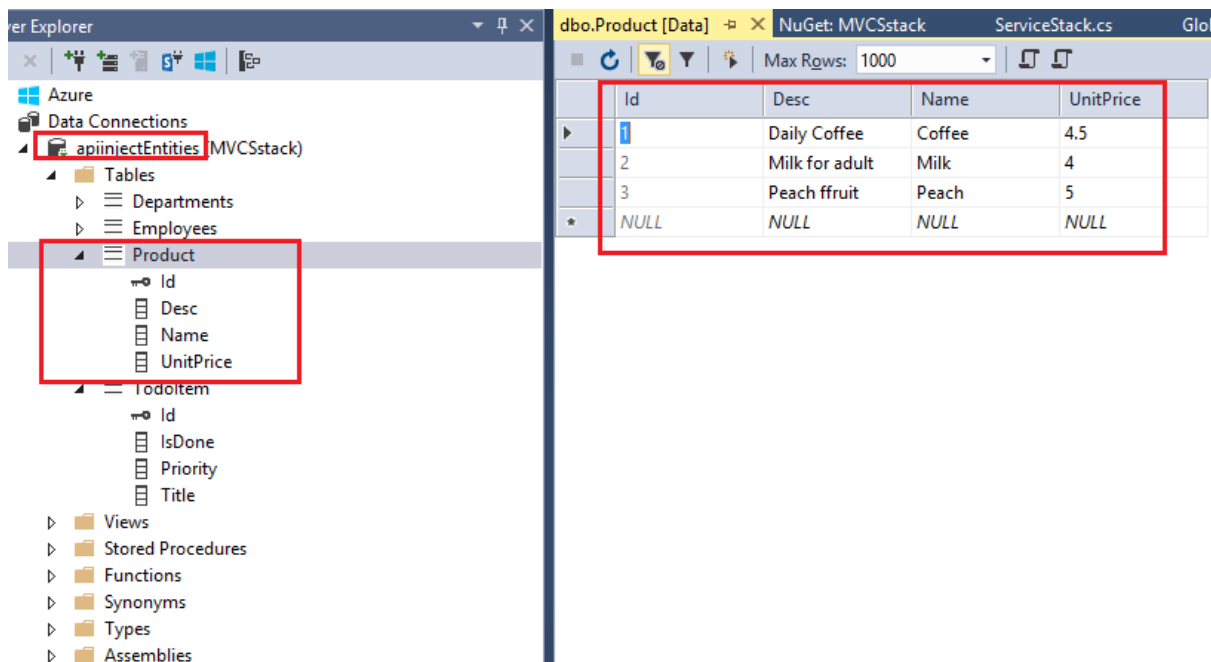 ver Explorer
Azure
Data Connections
apiinjectEntities (MVCSstack)
Tables
Departments
Employees
Product
Id
Desc
Name
UnitPrice
TodoItem
Id
IsDone
Priority
Title
Views
Stored Procedures
Functions
Synonyms
Types
Assemblies
dbo.Product [Data] NuGet: MVCSstack ServiceStack.cs Glo
Max Rows: 1000
Id Desc Name UnitPrice
1 Daily Coffee Coffee 4.5
2 Milk for adult Milk 4
3 Peach ffruit Peach 5
NULL NULL NULL NULL